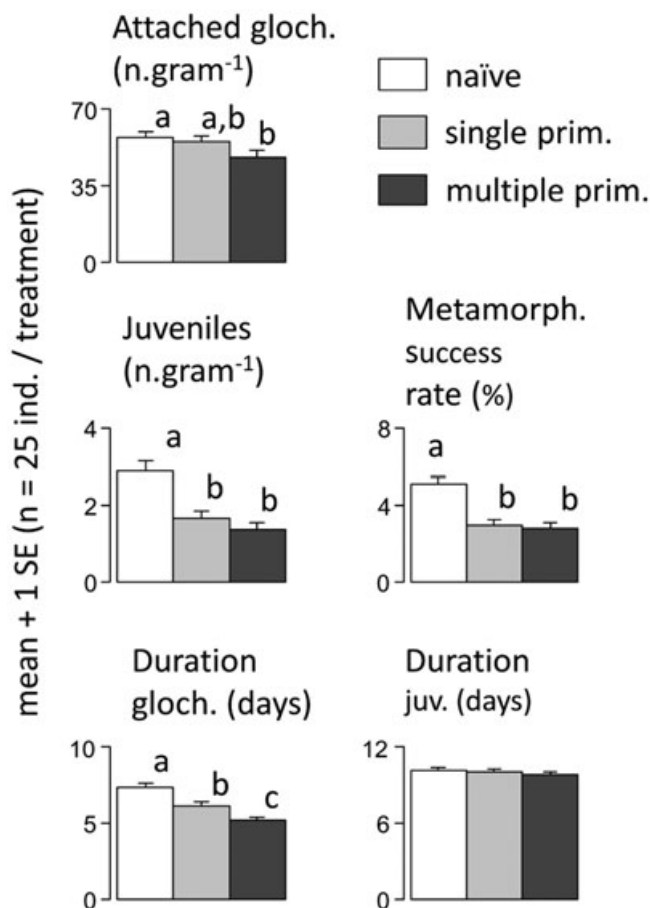 Attached gloch.
(n.gram⁻¹)
70
35
0
a
a,b
b
naïve
single prim.
multiple prim.
mean + 1 SE (n = 25 ind. / treatment)
Juveniles
(n.gram⁻¹)
4
2
0
a
b
b
Metamorph.
success
rate (%)
8
4
0
a
b
b
Duration
gloch. (days)
10
5
0
a
b
c
Duration
juv. (days)
12
6
0